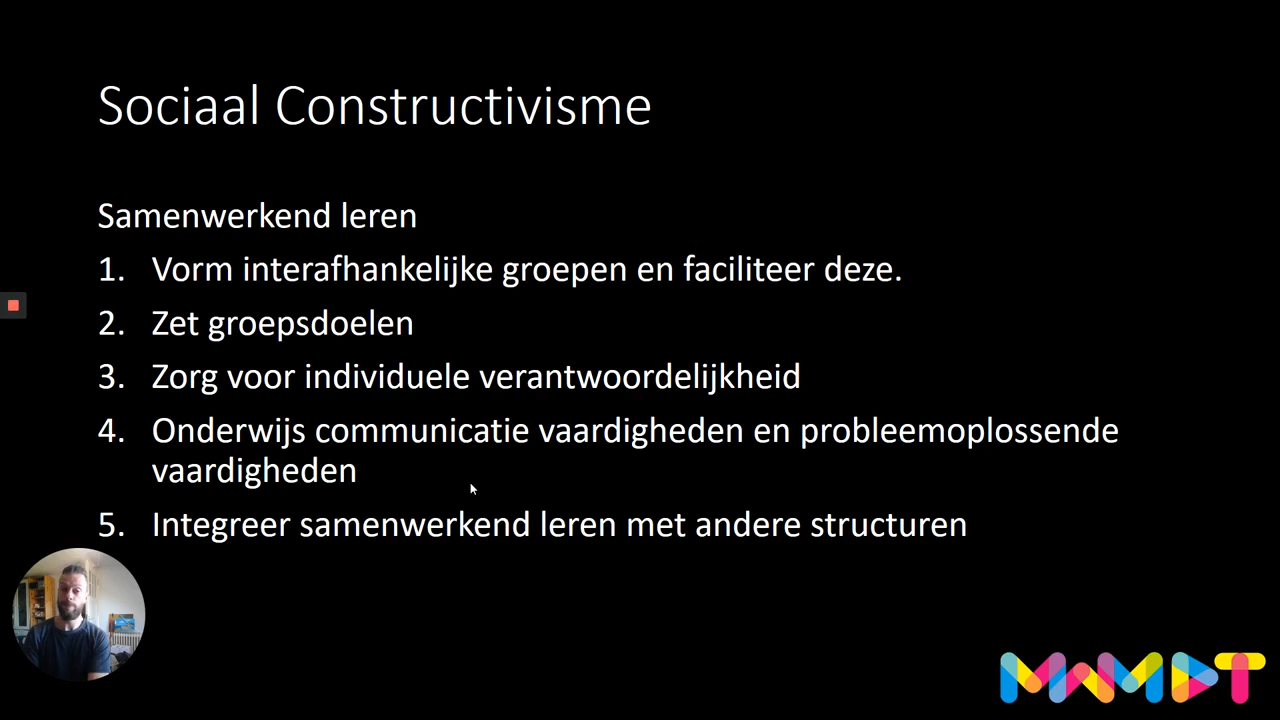 Sociaal Constructivisme
Samenwerkend leren
1. Vorm interafhankelijke groepen en faciliteer deze.
2. Zet groepsdoelen
3. Zorg voor individuele verantwoordelijkheid
4. Onderwijs communicatie vaardigheden en probleemoplossende
vaardigheden
5. Integreer samenwerkend leren met andere structuren
MAMDT